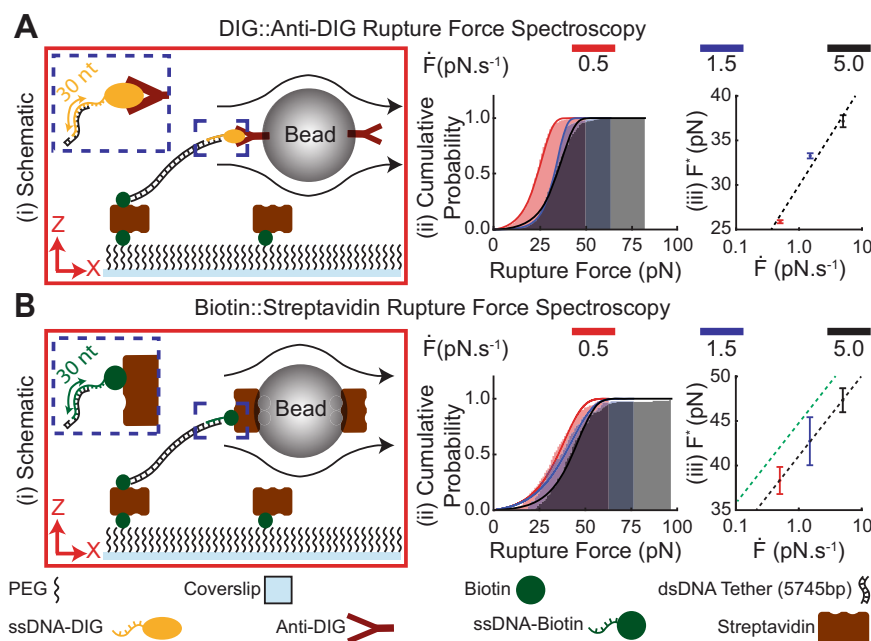 A
DIG::Anti-DIG Rupture Force Spectroscopy
(i) Schematic
30 nt
Bead
Z
X
Ḟ(pN.s⁻¹)
0.5
1.5
5.0
(ii) Cumulative
Probability
1.0
0.5
0.0
0
25
50
75
100
Rupture Force (pN)
(iii) F* (pN)
40
35
30
25
0.1
1.0
10
Ḟ (pN.s⁻¹)
B
Biotin::Streptavidin Rupture Force Spectroscopy
(i) Schematic
30 nt
Bead
Z
X
Ḟ(pN.s⁻¹)
0.5
1.5
5.0
(ii) Cumulative
Probability
1.0
0.5
0.0
0
25
50
75
100
Rupture Force (pN)
(iii) F* (pN)
50
45
40
35
0.1
1.0
10
Ḟ (pN.s⁻¹)
PEG
Coverslip
Biotin
dsDNA Tether (5745bp)
ssDNA-DIG
Anti-DIG
ssDNA-Biotin
Streptavidin